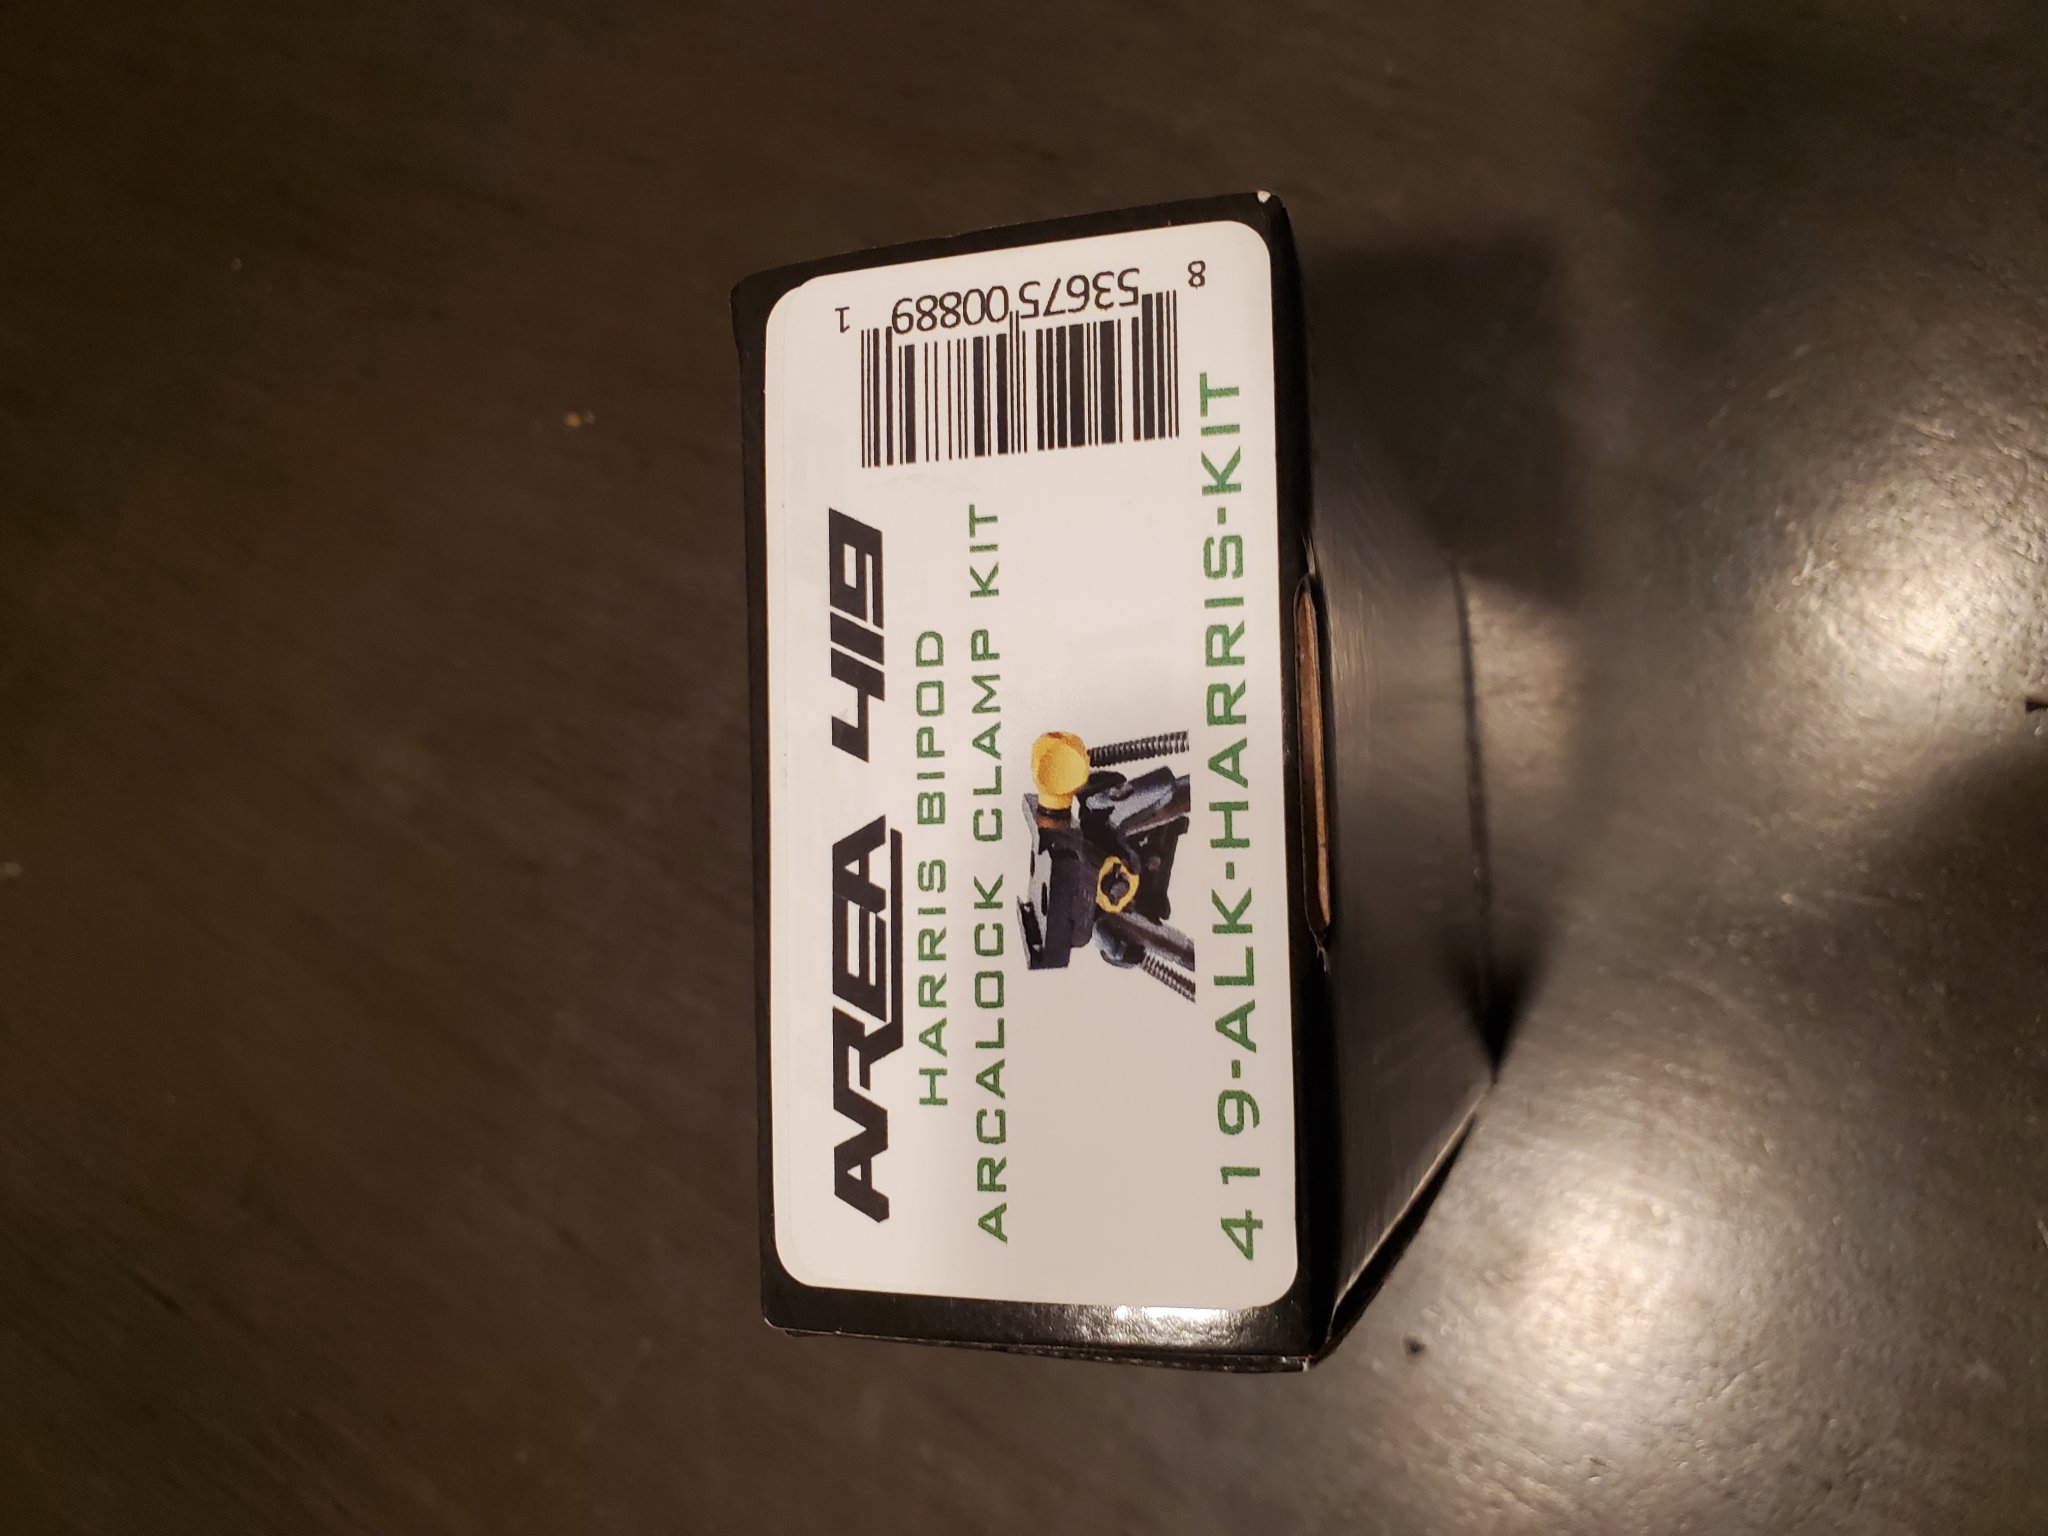 AREA 419
HARRIS BIPOD
ARCALOCK CLAMP KIT
419-ALK-HARRIS-KIT
8 53675 00889 1